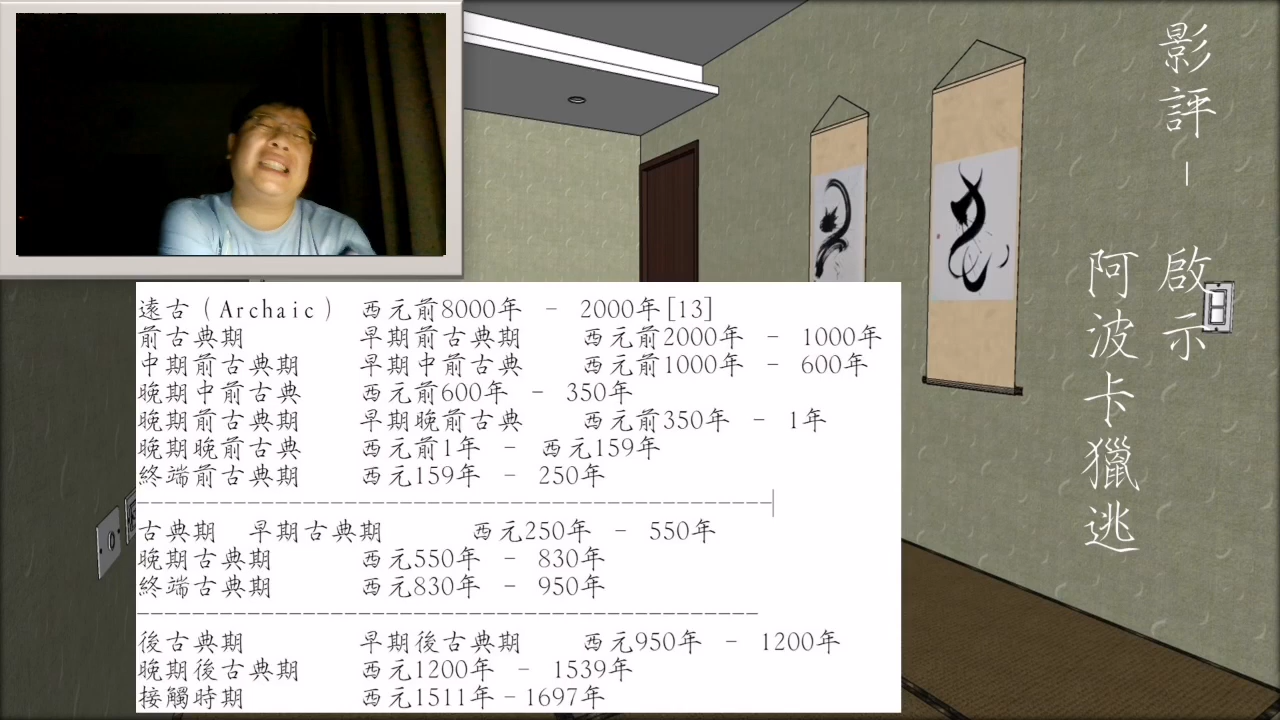 影評－ 啟示
阿波卡獵逃
遠古（Archaic） 西元前8000年 － 2000年[13]
前古典期 早期前古典期 西元前2000年 － 1000年
中期前古典期 早期中前古典 西元前1000年 － 600年
晚期中前古典 西元前600年 － 350年
晚期前古典期 早期晚前古典 西元前350年 － 1年
晚期晚前古典 西元前1年 － 西元159年
終端前古典期 西元159年 － 250年
古典期 早期古典期 西元250年 － 550年
晚期古典期 西元550年 － 830年
終端古典期 西元830年 － 950年
後古典期 早期後古典期 西元950年 － 1200年
晚期後古典期 西元1200年 － 1539年
接觸時期 西元1511年－1697年